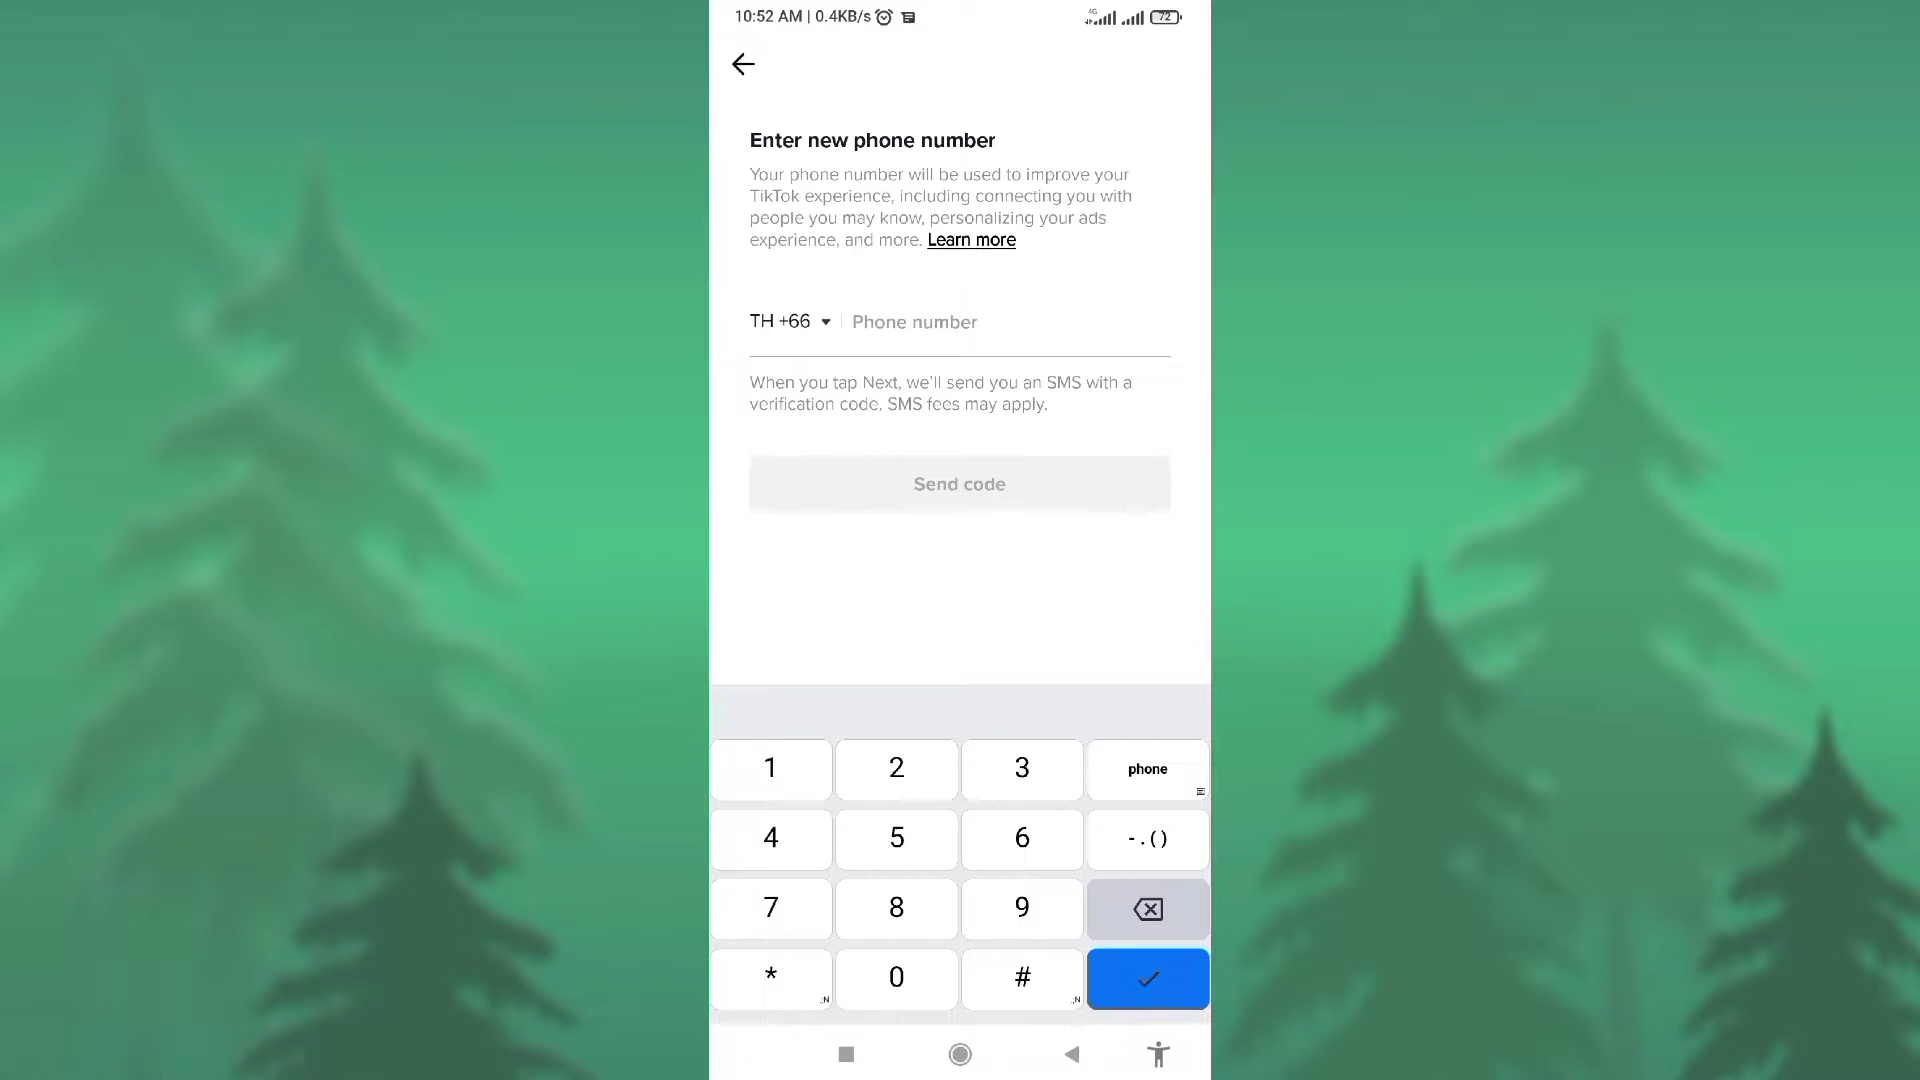 10:52 AM | 0.4KB/s
4G
72
Enter new phone number
Your phone number will be used to improve your
TikTok experience, including connecting you with
people you may know, personalizing your ads
experience, and more. Learn more
TH +66 Phone number
When you tap Next, we'll send you an SMS with a
verification code. SMS fees may apply.
Send code
1 2 3 phone
4 5 6 -.()
7 8 9
* 0 #
,;N ,;N